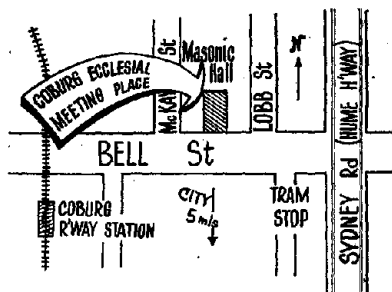 COBURG ECCLESIAL
MEETING PLACE
McKAY St
Masonic
Hall
LOBB St
N
SYDNEY Rd (HUME H'WAY)
BELL St
COBURG
R'WAY STATION
CITY
5 mls
TRAM
STOP